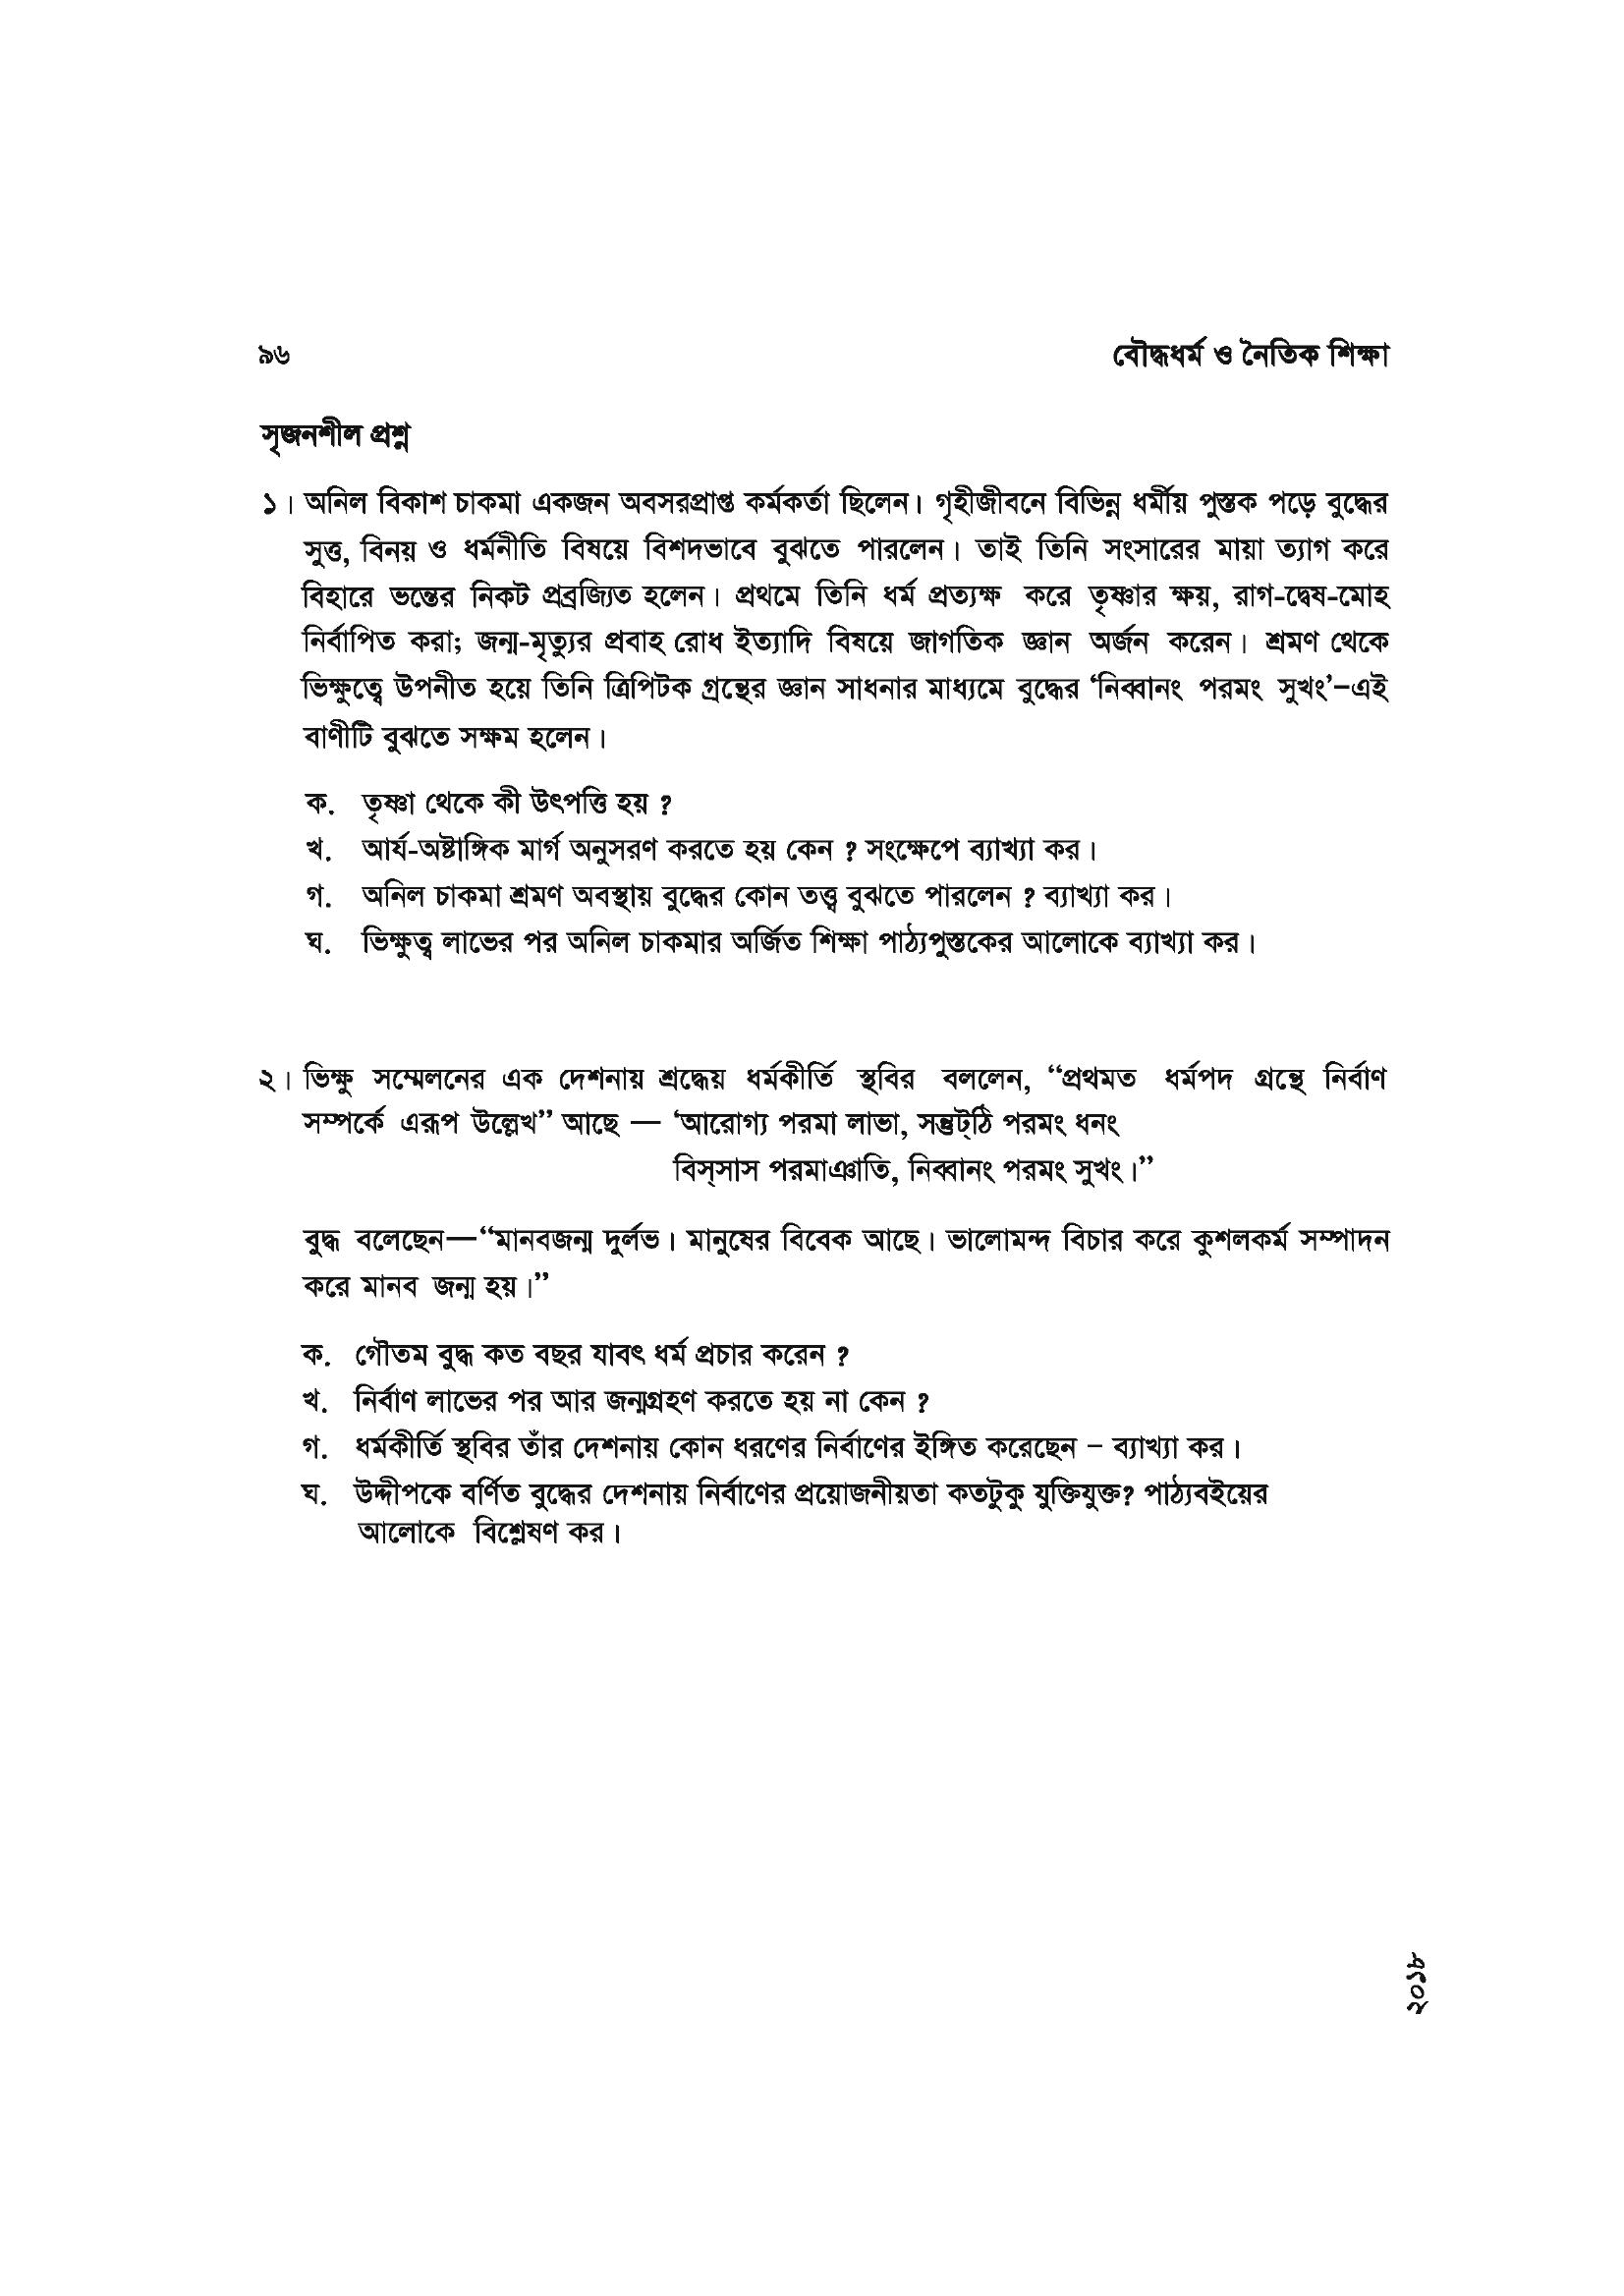 ৯৬ বৌদ্ধধর্ম ও নৈতিক শিক্ষা
সৃজনশীল প্রশ্ন
১। অনিল বিকাশ চাকমা একজন অবসরপ্রাপ্ত কর্মকর্তা ছিলেন। গৃহীজীবনে বিভিন্ন ধর্মীয় পুস্তক পড়ে বুদ্ধের
সুত্ত, বিনয় ও ধর্মনীতি বিষয়ে বিশদভাবে বুঝতে পারলেন। তাই তিনি সংসারের মায়া ত্যাগ করে
বিহারে ভন্তের নিকট প্রব্রজ্যিত হলেন। প্রথমে তিনি ধর্ম প্রত্যক্ষ করে তৃষ্ণার ক্ষয়, রাগ-দ্বেষ-মোহ
নির্বাপিত করা; জন্ম-মৃত্যুর প্রবাহ রোধ ইত্যাদি বিষয়ে জাগতিক জ্ঞান অর্জন করেন। শ্রমণ থেকে
ভিক্ষুত্বে উপনীত হয়ে তিনি ত্রিপিটক গ্রন্থের জ্ঞান সাধনার মাধ্যমে বুদ্ধের ‘নিব্বানং পরমং সুখং’–এই
বাণীটি বুঝতে সক্ষম হলেন।
ক. তৃষ্ণা থেকে কী উৎপত্তি হয় ?
খ. আর্য-অষ্টাঙ্গিক মার্গ অনুসরণ করতে হয় কেন ? সংক্ষেপে ব্যাখ্যা কর।
গ. অনিল চাকমা শ্রমণ অবস্থায় বুদ্ধের কোন তত্ত্ব বুঝতে পারলেন ? ব্যাখ্যা কর।
ঘ. ভিক্ষুত্ব লাভের পর অনিল চাকমার অর্জিত শিক্ষা পাঠ্যপুস্তকের আলোকে ব্যাখ্যা কর।
২। ভিক্ষু সম্মেলনের এক দেশনায় শ্রদ্ধেয় ধর্মকীর্তি স্থবির বললেন, “প্রথমত ধর্মপদ গ্রন্থে নির্বাণ
সম্পর্কে এরূপ উল্লেখ” আছে — ‘আরোগ্য পরমা লাভা, সন্তুট্‌ঠি পরমং ধনং
বিস্‌সাস পরমাঞাতি, নিব্বানং পরমং সুখং।”
বুদ্ধ বলেছেন—“মানবজন্ম দুর্লভ। মানুষের বিবেক আছে। ভালোমন্দ বিচার করে কুশলকর্ম সম্পাদন
করে মানব জন্ম হয়।”
ক. গৌতম বুদ্ধ কত বছর যাবৎ ধর্ম প্রচার করেন ?
খ. নির্বাণ লাভের পর আর জন্মগ্রহণ করতে হয় না কেন ?
গ. ধর্মকীর্তি স্থবির তাঁর দেশনায় কোন ধরণের নির্বাণের ইঙ্গিত করেছেন – ব্যাখ্যা কর।
ঘ. উদ্দীপকে বর্ণিত বুদ্ধের দেশনায় নির্বাণের প্রয়োজনীয়তা কতটুকু যুক্তিযুক্ত? পাঠ্যবইয়ের
আলোকে বিশ্লেষণ কর।
২০১৮